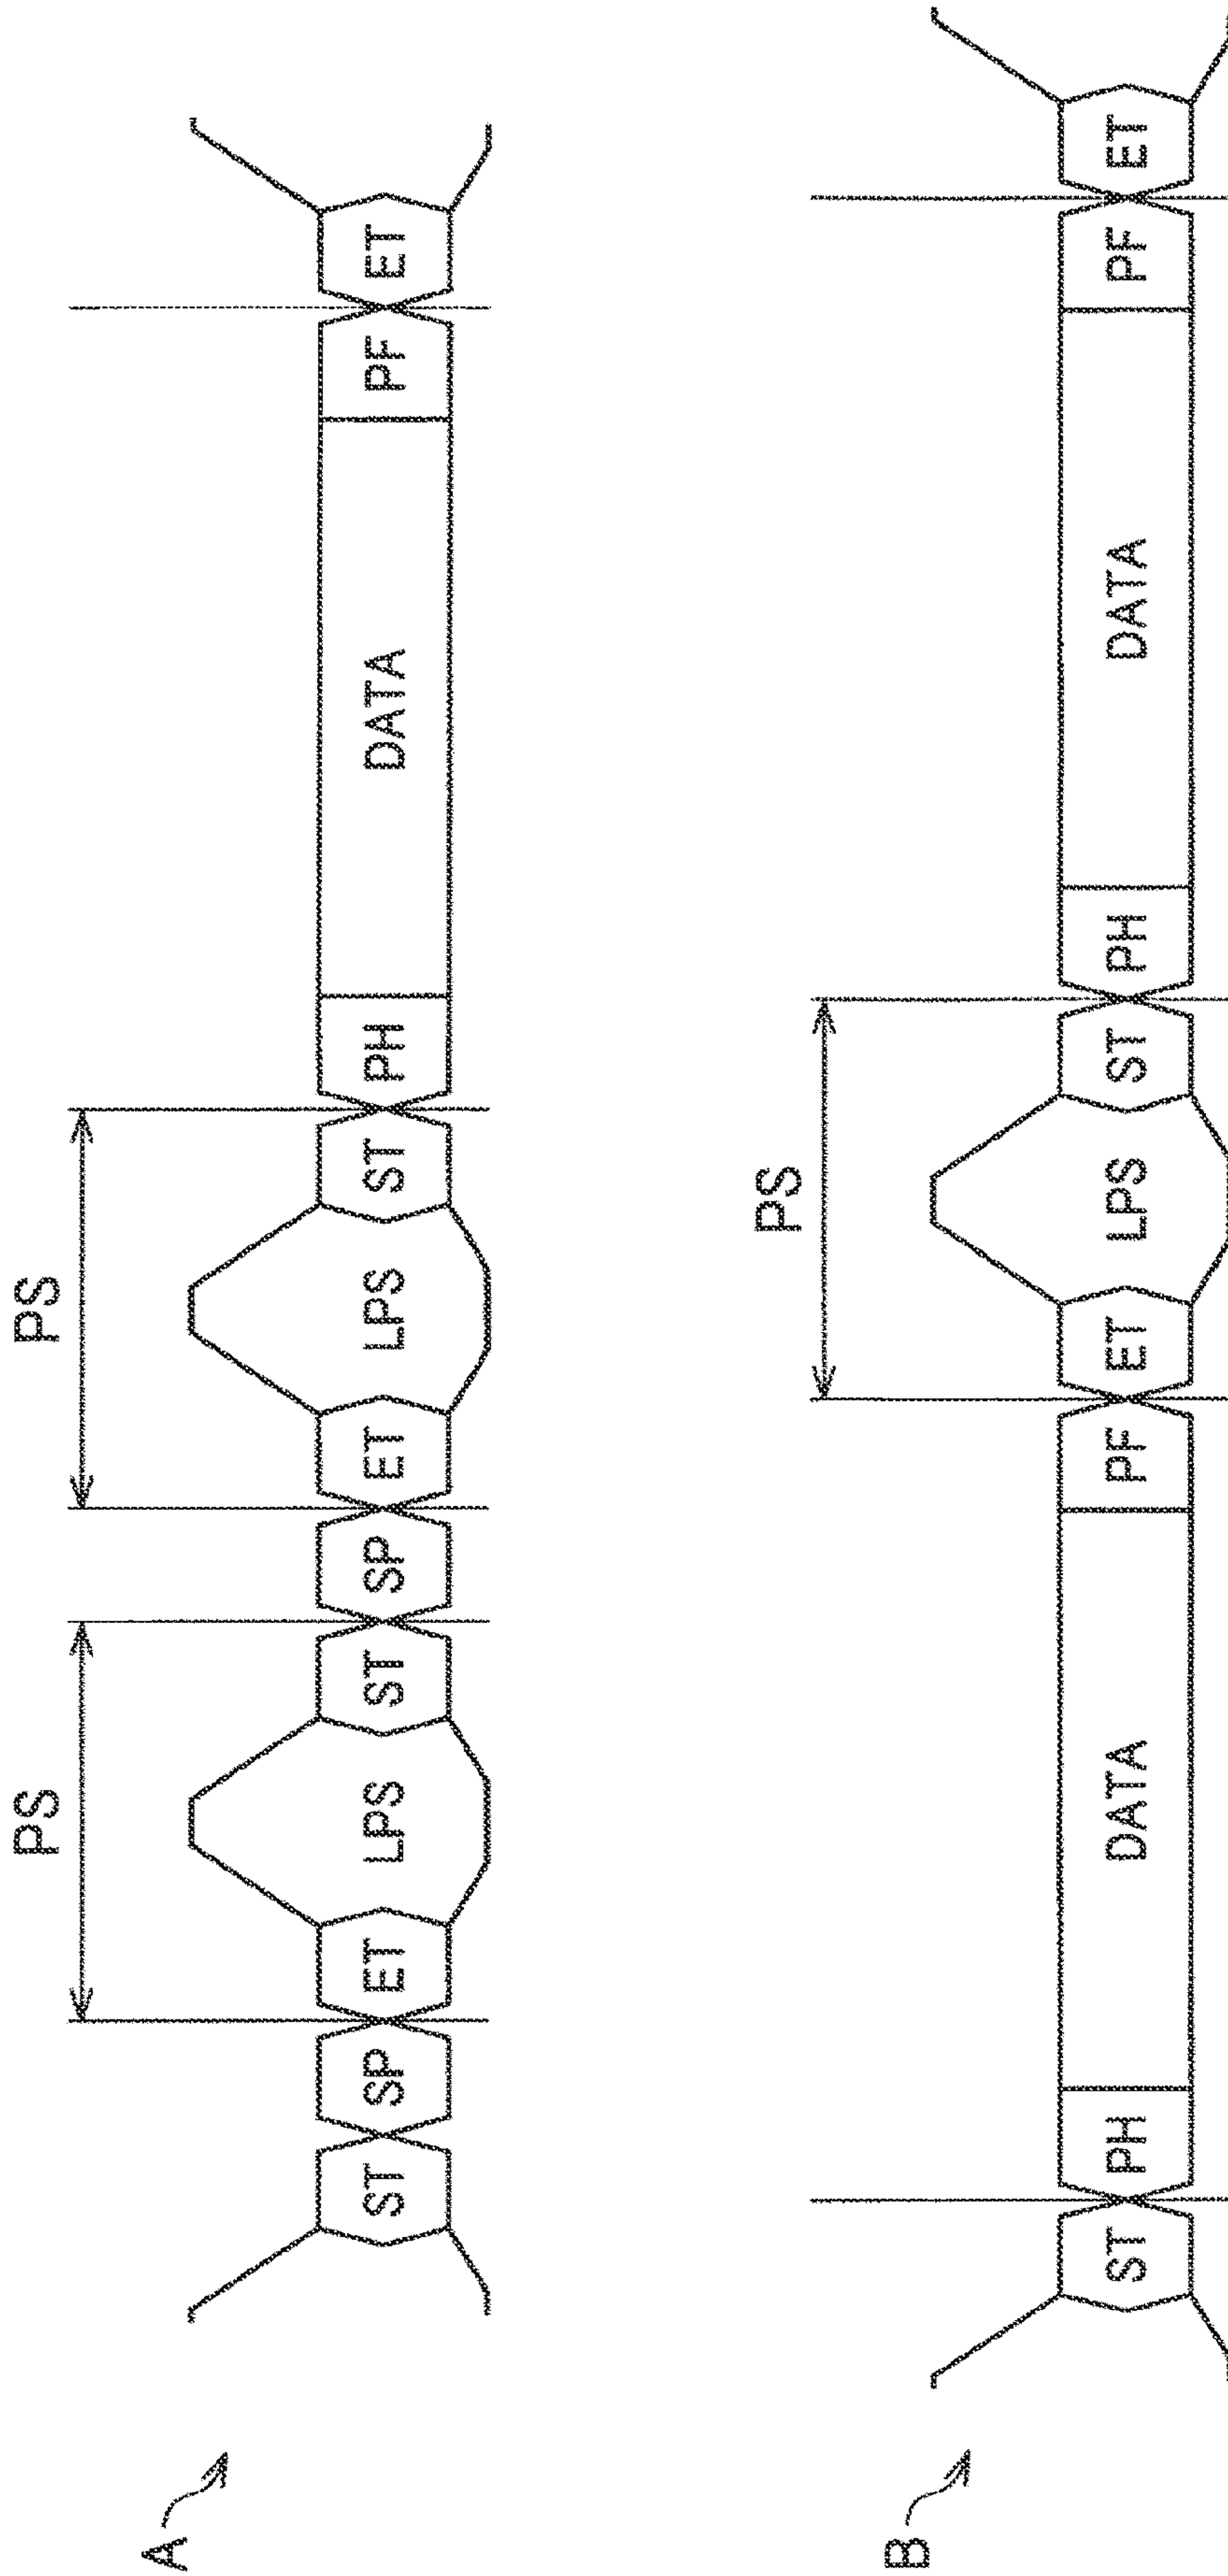 A
PS PS
ST SP ET LPS ST SP ET LPS ST PH DATA PF ET
B
PS
ST PH DATA PF ET LPS ST PH DATA PF ET